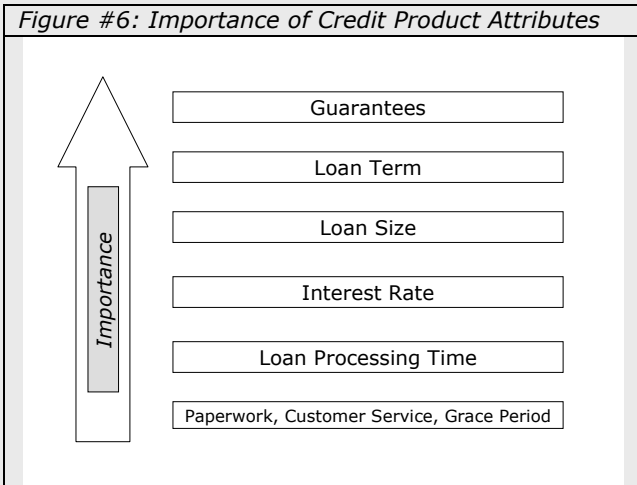 Figure #6: Importance of Credit Product Attributes
Guarantees
Loan Term
Loan Size
Importance
Interest Rate
Loan Processing Time
Paperwork, Customer Service, Grace Period